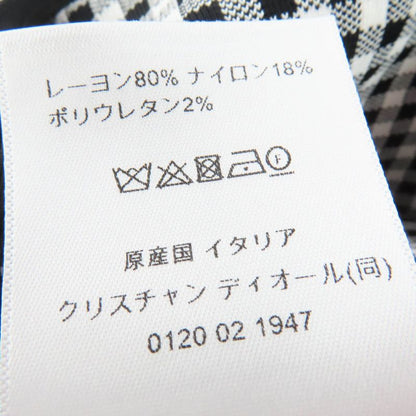 レーヨン80% ナイロン18%
ポリウレタン2%
F
原産国 イタリア
クリスチャン ディオール(同)
0120 02 1947